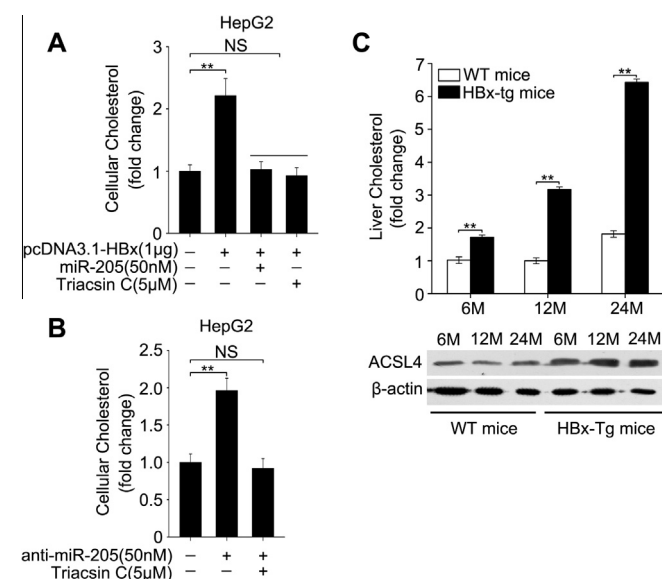 A
HepG2
NS
**
Cellular Cholesterol
(fold change)
3
2
1
0
pcDNA3.1-HBx(1μg) – + + +
miR-205(50nM) – – + –
Triacsin C(5μM) – – – +
B
HepG2
NS
**
Cellular Cholesterol
(fold change)
2.5
2.0
1.0
1.0
0.5
0
anti-miR-205(50nM) – + +
Triacsin C(5μM) – – +
C
WT mice
HBx-tg mice
**
**
**
Liver Cholesterol
(fold change)
7
6
5
4
3
2
1
0
6M 12M 24M
6M 12M 24M 6M 12M 24M
ACSL4
β-actin
WT mice HBx-Tg mice